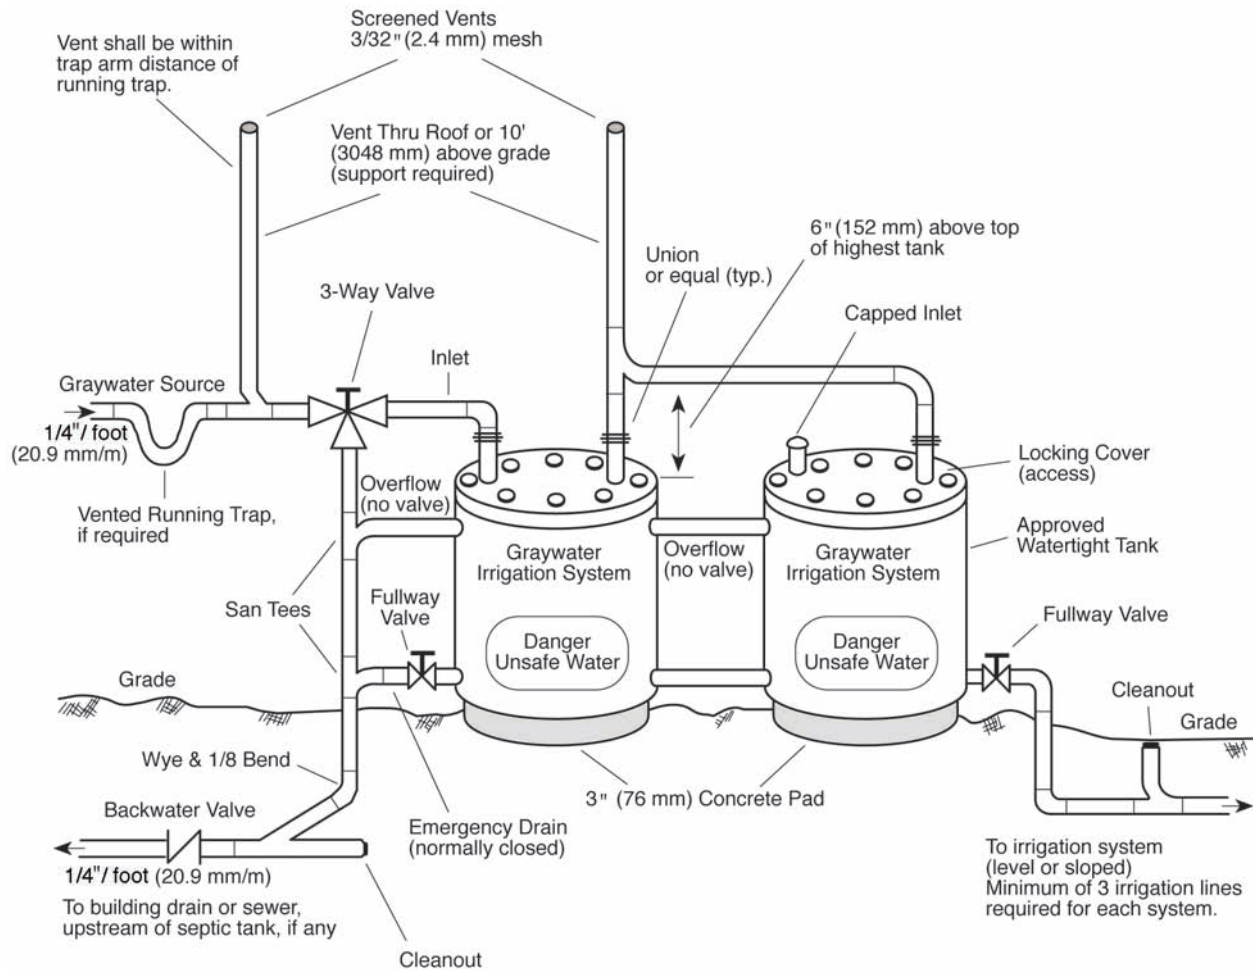 Screened Vents
3/32" (2.4 mm) mesh
Vent shall be within
trap arm distance of
running trap.
Vent Thru Roof or 10'
(3048 mm) above grade
(support required)
6" (152 mm) above top
of highest tank
Union
or equal (typ.)
3-Way Valve
Capped Inlet
Inlet
Graywater Source
1/4"/ foot
(20.9 mm/m)
Locking Cover
(access)
Overflow
(no valve)
Vented Running Trap,
if required
Approved
Watertight Tank
Graywater
Irrigation System
Overflow
(no valve)
Graywater
Irrigation System
San Tees
Fullway
Valve
Fullway Valve
Danger
Unsafe Water
Danger
Unsafe Water
Grade
Cleanout
Grade
Wye & 1/8 Bend
3" (76 mm) Concrete Pad
Backwater Valve
Emergency Drain
(normally closed)
To irrigation system
(level or sloped)
Minimum of 3 irrigation lines
required for each system.
1/4"/ foot (20.9 mm/m)
To building drain or sewer,
upstream of septic tank, if any
Cleanout